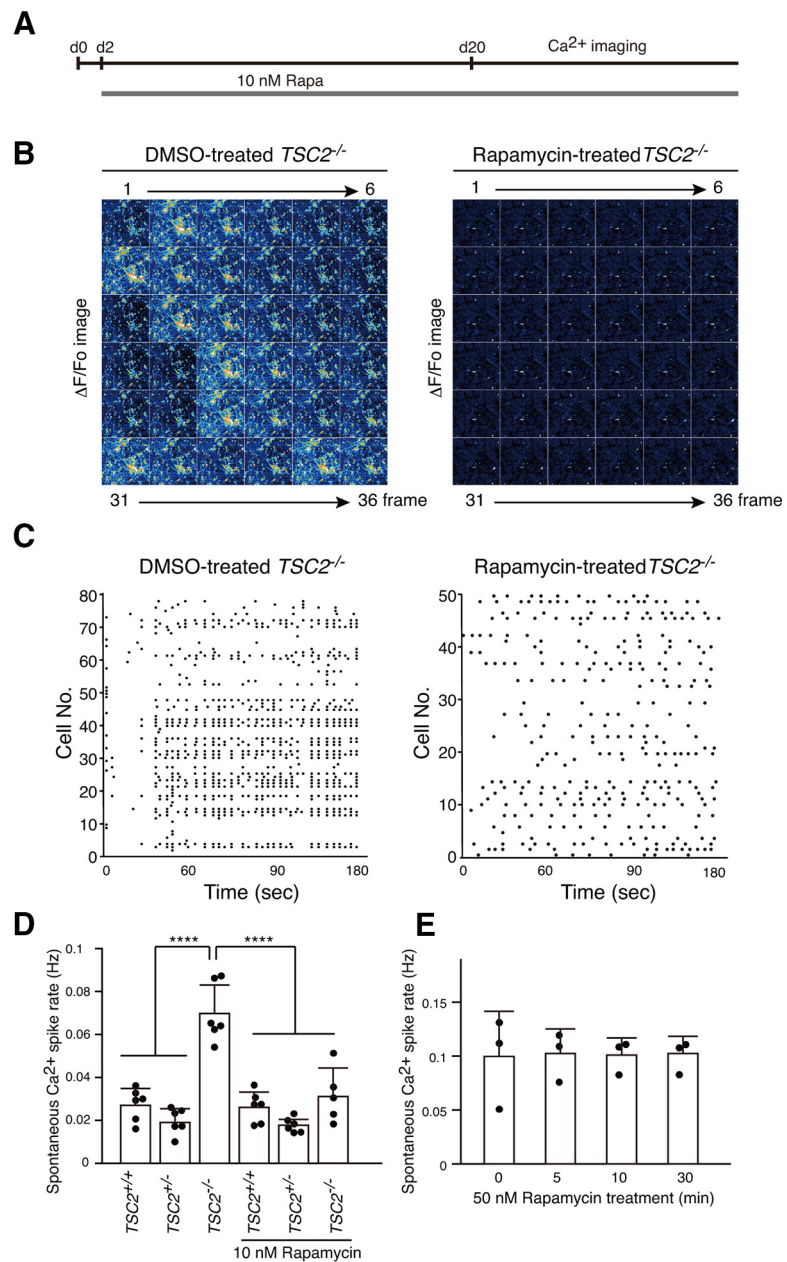 A
d0 d2 d20 Ca2+ imaging
10 nM Rapa
B
DMSO-treated TSC2-/- Rapamycin-treatedTSC2-/-
1 6 1 6
ΔF/Fo image ΔF/Fo image
31 36 frame 31 36 frame
C
DMSO-treated TSC2-/- Rapamycin-treatedTSC2-/-
Cell No.
80
70
60
50
40
30
20
10
0
0 60 90 180
Time (sec)
Cell No.
50
40
30
20
10
0
0 60 90 180
Time (sec)
D
Spontaneous Ca2+ spike rate (Hz)
0.1
0.08
0.06
0.04
0.02
0
**** ****
TSC2+/+ TSC2+/- TSC2-/- TSC2+/+ TSC2+/- TSC2-/-
10 nM Rapamycin
E
Spontaneous Ca2+ spike rate (Hz)
0.15
0.1
0.05
0
0 5 10 30
50 nM Rapamycin treatment (min)